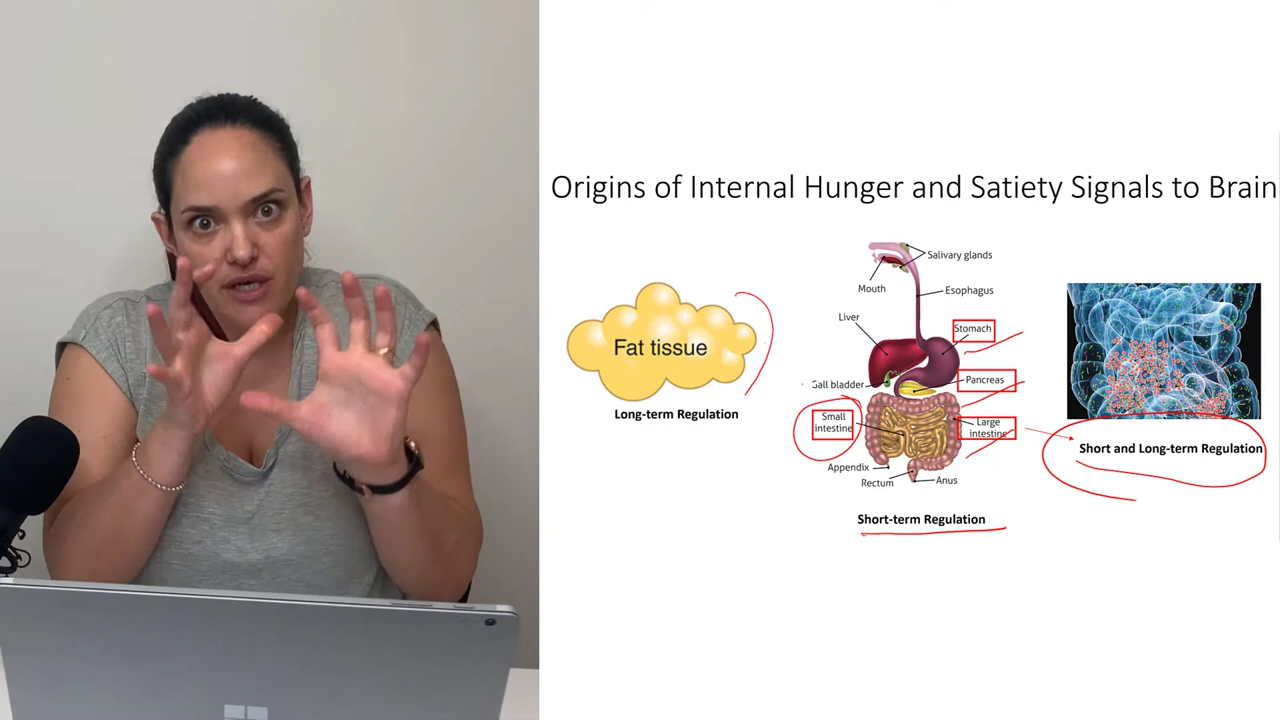 Origins of Internal Hunger and Satiety Signals to Brain
Fat tissue
Long-term Regulation
Salivary glands
Mouth
Esophagus
Liver
Stomach
Gall bladder
Pancreas
Small
intestine
Large
intestine
Appendix
Rectum
Anus
Short-term Regulation
Short and Long-term Regulation